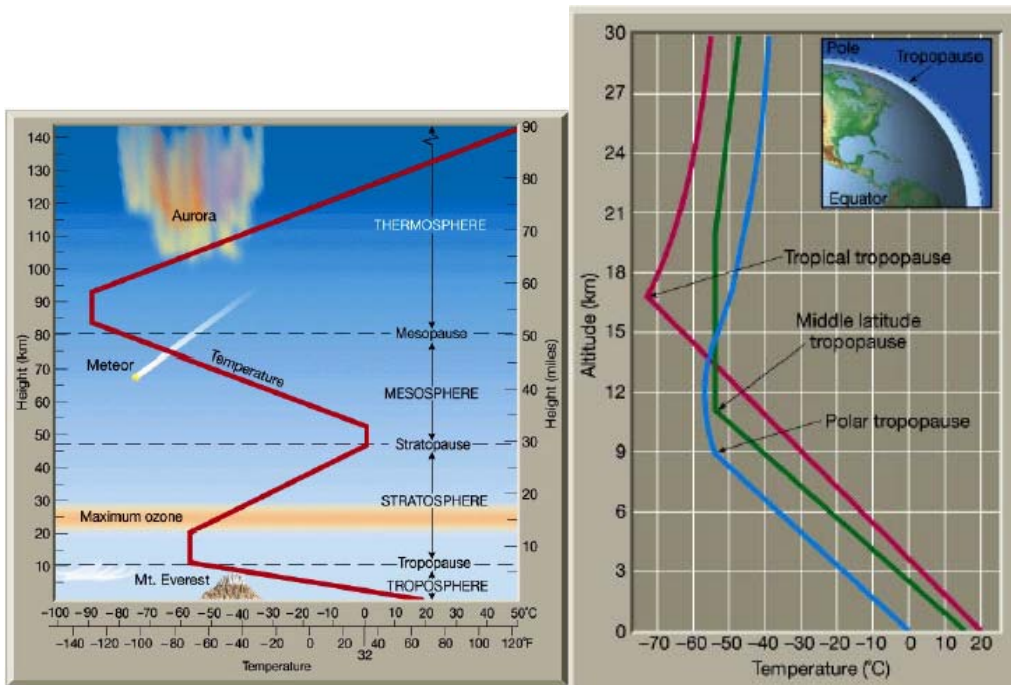 140
130
120
110
100
90
80
70
60
50
40
30
20
10
Height (km)
Aurora
Meteor
Temperature
Maximum ozone
Mt. Everest
THERMOSPHERE
Mesopause
MESOSPHERE
Stratopause
STRATOSPHERE
Tropopause
TROPOSPHERE
90
80
70
60
50
40
30
20
10
Height (miles)
-100 -90 -80 -70 -60 -50 -40 -30 -20 -10 0 10 20 30 40 50°C
-140 -120 -100 -80 -60 -40 -20 0 20 40 60 80 100 120°F
32
Temperature
30
27
24
21
18
15
12
9
6
3
0
Altitude (km)
Pole
Tropopause
Equator
Tropical tropopause
Middle latitude
tropopause
Polar tropopause
-70 -60 -50 -40 -30 -20 -10 0 10 20
Temperature (°C)